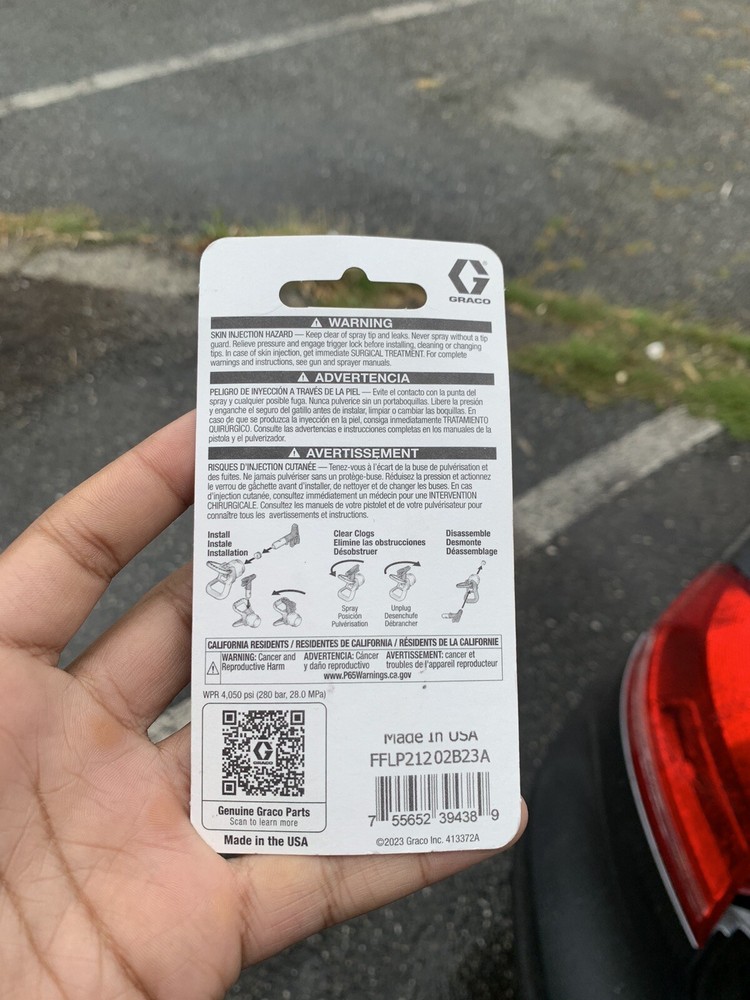 GRACO
WARNING
SKIN INJECTION HAZARD — Keep clear of spray tip and leaks. Never spray without a tip
guard. Relieve pressure and engage trigger lock before installing, cleaning or changing
tips. In case of skin injection, get immediate SURGICAL TREATMENT. For complete
warnings and instructions, see gun and sprayer manuals.
ADVERTENCIA
PELIGRO DE INYECCIÓN A TRAVÉS DE LA PIEL — Evite el contacto con la punta del
spray y cualquier posible fuga. Nunca pulverice sin un portaboquillas. Libere la presión
y enganche el seguro del gatillo antes de instalar, limpiar o cambiar las boquillas. En
caso de que se produzca la inyección en la piel, consiga inmediatamente TRATAMIENTO
QUIRÚRGICO. Consulte las advertencias e instrucciones completas en los manuales de la
pistola y el pulverizador.
AVERTISSEMENT
RISQUES D'INJECTION CUTANÉE — Tenez-vous à l'écart de la buse de pulvérisation et
des fuites. Ne jamais pulvériser sans un protège-buse. Réduisez la pression et actionnez
le verrou de gâchette avant d'installer, de nettoyer et de changer les buses. En cas
d'injection cutanée, consultez immédiatement un médecin pour une INTERVENTION
CHIRURGICALE. Consultez les manuels de votre pistolet et de votre pulvérisateur pour
connaître tous les avertissements et instructions.
Install
Instale
Installation
Clear Clogs
Elimine las obstrucciones
Désobstruer
Disassemble
Desmonte
Déassemblage
Spray
Posición
Pulvérisation
Unplug
Desenchufe
Débrancher
CALIFORNIA RESIDENTS / RESIDENTES DE CALIFORNIA / RÉSIDENTS DE LA CALIFORNIE
WARNING: Cancer and
Reproductive Harm
ADVERTENCIA: Cáncer
y daño reproductivo
AVERTISSEMENT: cancer et
troubles de l'appareil reproducteur
www.P65Warnings.ca.gov
WPR 4,050 psi (280 bar, 28.0 MPa)
Genuine Graco Parts
Scan to learn more
Made in the USA
Made in USA
FFLP212 02B23A
7 55652 39438 9
©2023 Graco Inc. 413372A